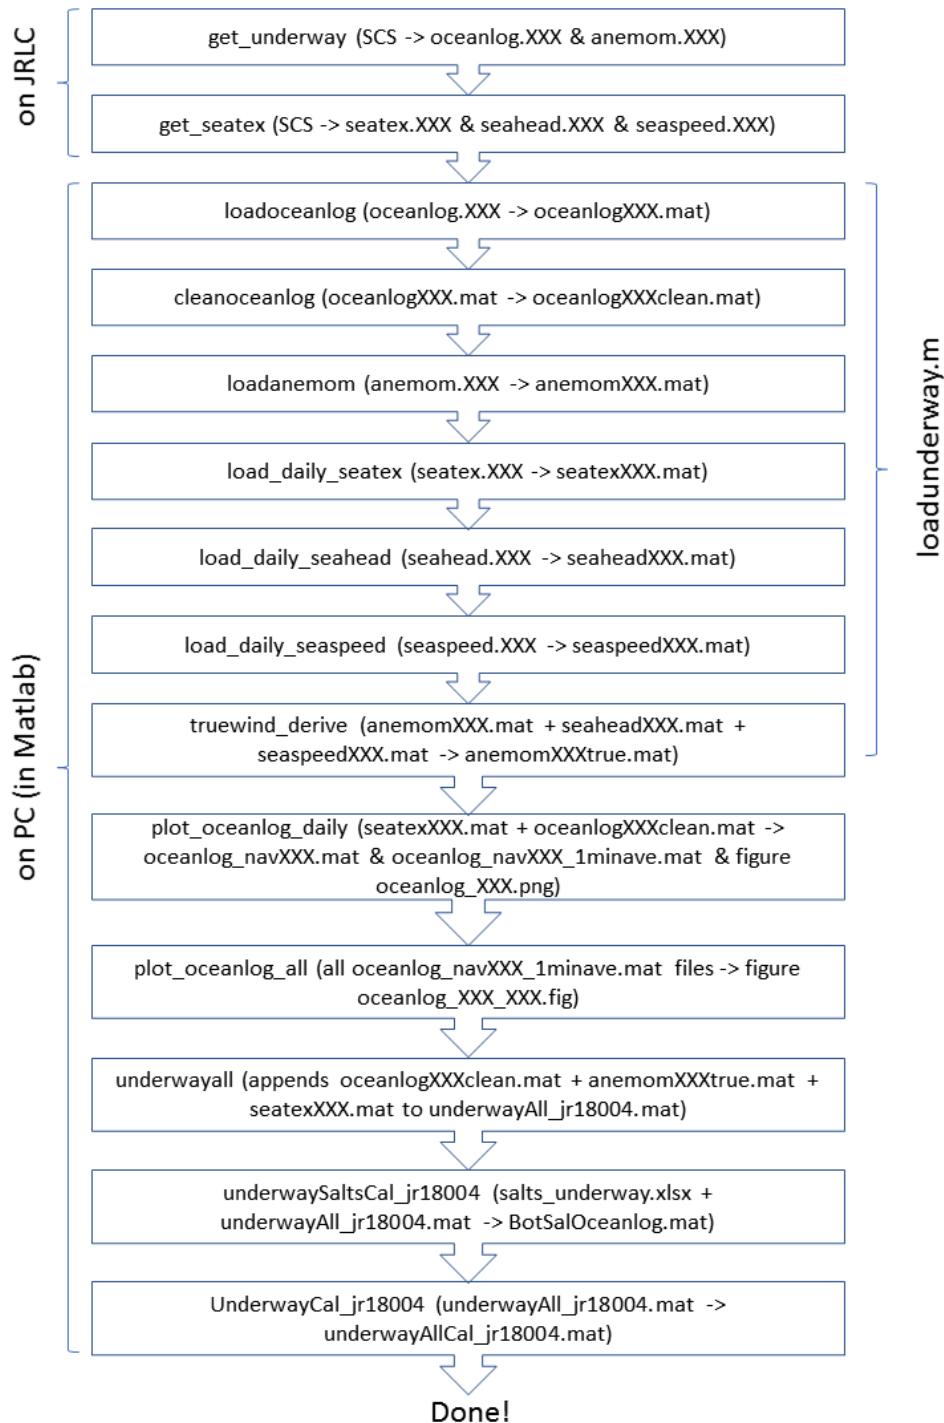 on JRLC
get_underway (SCS -> oceanlog.XXX & anemom.XXX)
get_seatex (SCS -> seatex.XXX & seahead.XXX & seaspeed.XXX)
on PC (in Matlab)
loadunderway.m
loadoceanlog (oceanlog.XXX -> oceanlogXXX.mat)
cleanoceanlog (oceanlogXXX.mat -> oceanlogXXXclean.mat)
loadanemom (anemom.XXX -> anemomXXX.mat)
load_daily_seatex (seatex.XXX -> seatexXXX.mat)
load_daily_seahead (seahead.XXX -> seaheadXXX.mat)
load_daily_seaspeed (seaspeed.XXX -> seaspeedXXX.mat)
truewind_derive (anemomXXX.mat + seaheadXXX.mat +
seaspeedXXX.mat -> anemomXXXtrue.mat)
plot_oceanlog_daily (seatexXXX.mat + oceanlogXXXclean.mat ->
oceanlog_navXXX.mat & oceanlog_navXXX_1minave.mat & figure
oceanlog_XXX.png)
plot_oceanlog_all (all oceanlog_navXXX_1minave.mat files -> figure
oceanlog_XXX_XXX.fig)
underwayall (appends oceanlogXXXclean.mat + anemomXXXtrue.mat +
seatexXXX.mat to underwayAll_jr18004.mat)
underwaySaltsCal_jr18004 (salts_underway.xlsx +
underwayAll_jr18004.mat -> BotSalOceanlog.mat)
UnderwayCal_jr18004 (underwayAll_jr18004.mat ->
underwayAllCal_jr18004.mat)
Done!